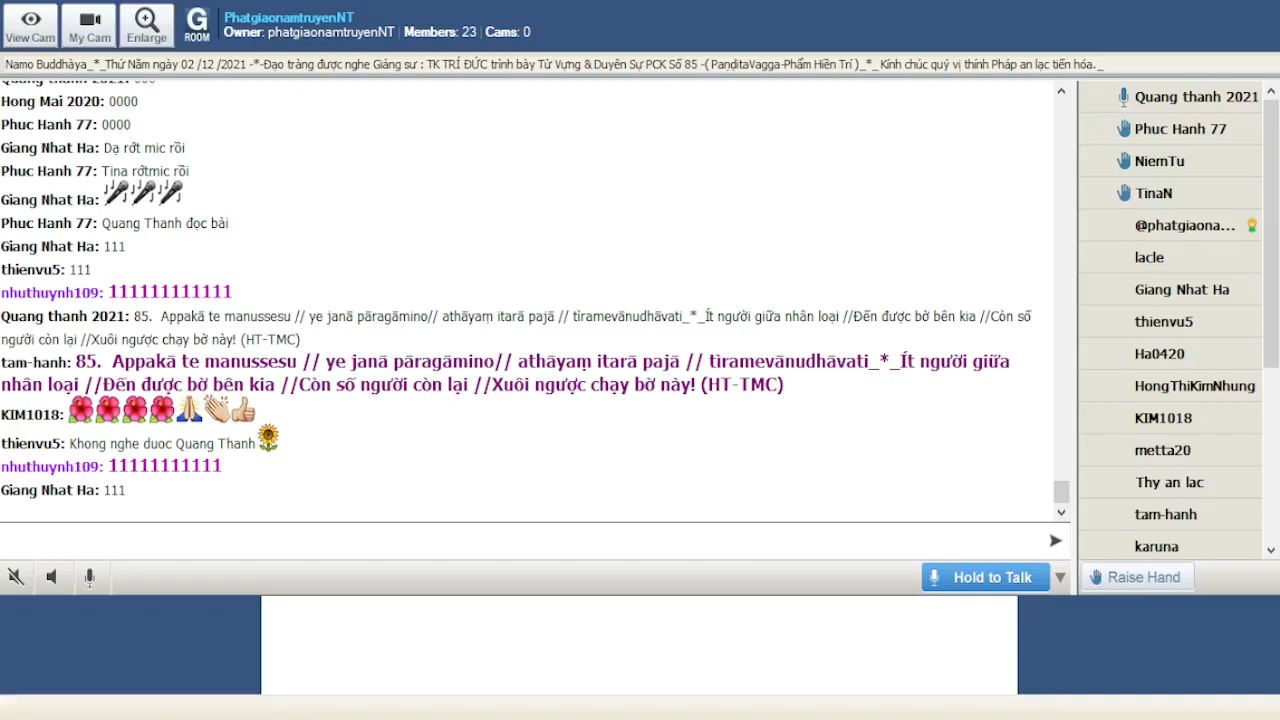 View Cam
My Cam
Enlarge
G
ROOM
PhatgiaonamtruyenNT
Owner: phatgiaonamtruyenNT | Members: 23 | Cams: 0
Namo Buddhàya_*_Thứ Năm ngày 02 /12 /2021 -*-Đạo tràng được nghe Giảng sư : TK TRÍ ĐỨC trình bày Từ Vựng & Duyên Sự PCK Số 85 -( PaṇḍitaVagga-Phẩm Hiền Trí )_*_ Kính chúc quý vị thính Pháp an lạc tiến hóa._
Quang thanh 2021: 000
Hong Mai 2020: 0000
Phuc Hanh 77: 0000
Giang Nhat Ha: Dạ rớt mic rồi
Phuc Hanh 77: Tina rớtmic rồi
Giang Nhat Ha:
Phuc Hanh 77: Quang Thanh đọc bài
Giang Nhat Ha: 111
thienvu5: 111
nhuthuynh109: 111111111111
Quang thanh 2021: 85.  Appakā te manussesu // ye janā pāragāmino// athāyaṃ itarā pajā // tìramevānudhāvati_*_Ít người giữa nhân loại //Đến được bờ bên kia //Còn số
người còn lại //Xuôi ngược chạy bờ này! (HT-TMC)
tam-hanh: 85.  Appakā te manussesu // ye janā pāragāmino// athāyaṃ itarā pajā // tìramevānudhāvati_*_Ít người giữa
nhân loại //Đến được bờ bên kia //Còn số người còn lại //Xuôi ngược chạy bờ này! (HT-TMC)
KIM1018:
thienvu5: Khong nghe duoc Quang Thanh
nhuthuynh109: 11111111111
Giang Nhat Ha: 111
Hold to Talk
Quang thanh 2021
Phuc Hanh 77
NiemTu
TinaN
@phatgiaona...
lacle
Giang Nhat Ha
thienvu5
Ha0420
HongThiKimNhung
KIM1018
metta20
Thy an lac
tam-hanh
karuna
Raise Hand